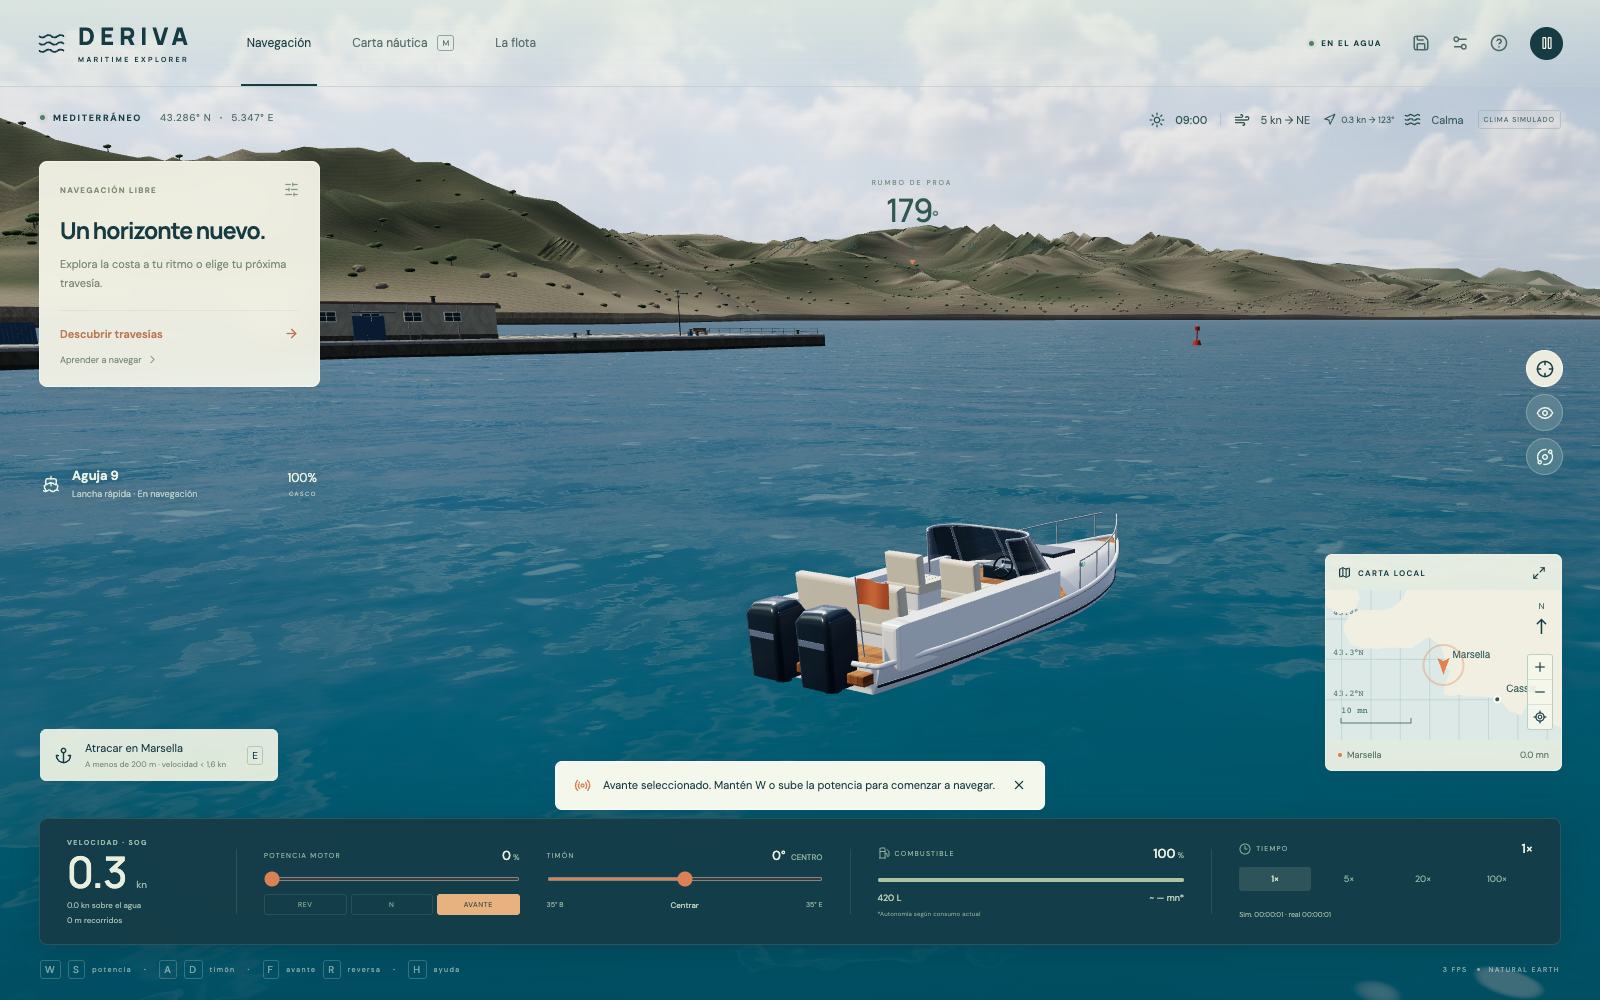 DERIVA
MARITIME EXPLORER
Navegación
Carta náutica M
La flota
EN EL AGUA
MEDITERRÁNEO 43.286° N · 5.347° E
09:00
5 kn → NE
0.3 kn → 123°
Calma
CLIMA SIMULADO
NAVEGACIÓN LIBRE
Un horizonte nuevo.
Explora la costa a tu ritmo o elige tu próxima
travesía.
Descubrir travesías
Aprender a navegar
RUMBO DE PROA
179°
Aguja 9
Lancha rápida · En navegación
100%
CASCO
CARTA LOCAL
N
43.3°N
Marsella
43.2°N
Cass
10 mn
Marsella 0.0 mn
Atracar en Marsella
A menos de 200 m · velocidad < 1,6 kn
E
Avante seleccionado. Mantén W o sube la potencia para comenzar a navegar.
VELOCIDAD · SOG
0.3 kn
0.0 kn sobre el agua
0 m recorridos
POTENCIA MOTOR 0 %
REV N AVANTE
TIMÓN 0° CENTRO
35° B Centrar 35° E
COMBUSTIBLE 100 %
420 L ~ — mn*
*Autonomía según consumo actual
TIEMPO 1×
1× 5× 20× 100×
Sim. 00:00:01 · real 00:00:01
W S potencia · A D timón · F avante R reversa · H ayuda
3 FPS • NATURAL EARTH